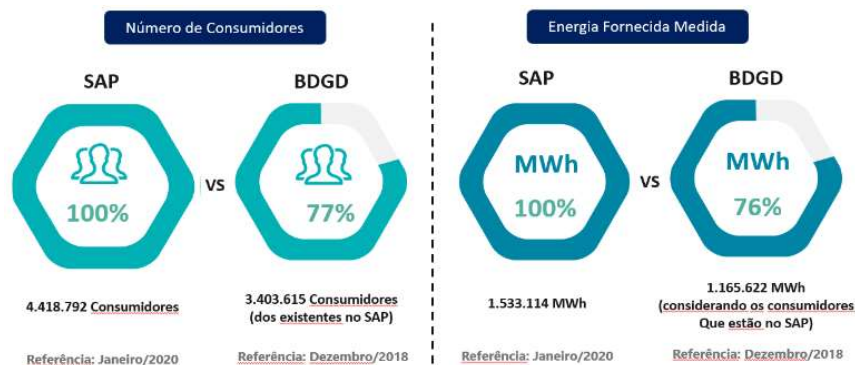 Número de Consumidores
SAP
100%
4.418.792 Consumidores
Referência: Janeiro/2020
VS
BDGD
77%
3.403.615 Consumidores
(dos existentes no SAP)
Referência: Dezembro/2018
Energia Fornecida Medida
SAP
MWh
100%
1.533.114 MWh
Referência: Janeiro/2020
VS
BDGD
MWh
76%
1.165.622 MWh
(considerando os consumidores
Que estão no SAP)
Referência: Dezembro/2018